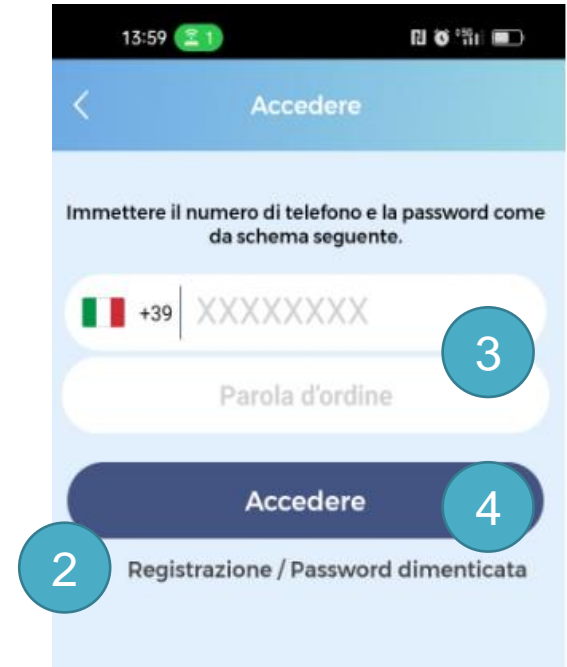 13:59 1
Accedere
Immettere il numero di telefono e la password come
da schema seguente.
+39 XXXXXXXX
3
Parola d'ordine
Accedere
4
2
Registrazione / Password dimenticata